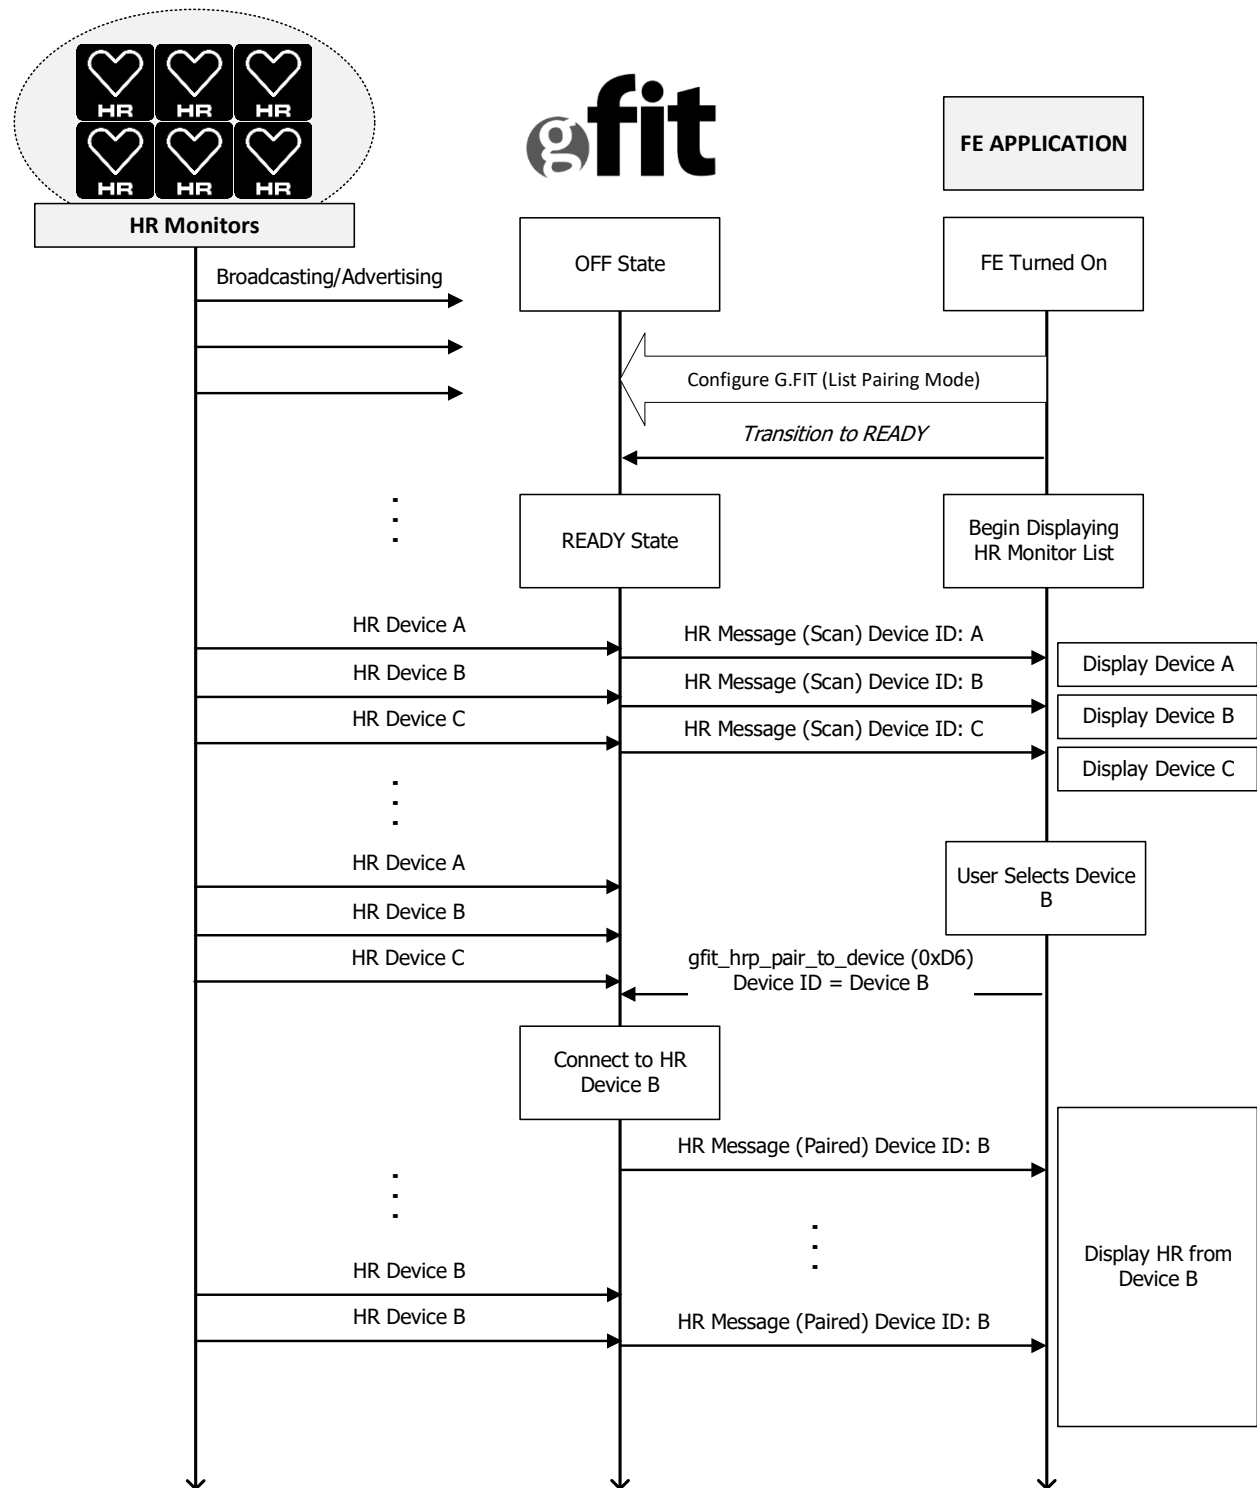 HR HR HR
HR HR HR
HR Monitors
gfit
FE APPLICATION
OFF State
FE Turned On
Broadcasting/Advertising
Configure G.FIT (List Pairing Mode)
Transition to READY
READY State
Begin Displaying
HR Monitor List
HR Device A
HR Message (Scan) Device ID: A
Display Device A
HR Device B
HR Message (Scan) Device ID: B
Display Device B
HR Device C
HR Message (Scan) Device ID: C
Display Device C
HR Device A
User Selects Device
B
HR Device B
HR Device C
gfit_hrp_pair_to_device (0xD6)
Device ID = Device B
Connect to HR
Device B
HR Message (Paired) Device ID: B
Display HR from
Device B
HR Device B
HR Device B
HR Message (Paired) Device ID: B